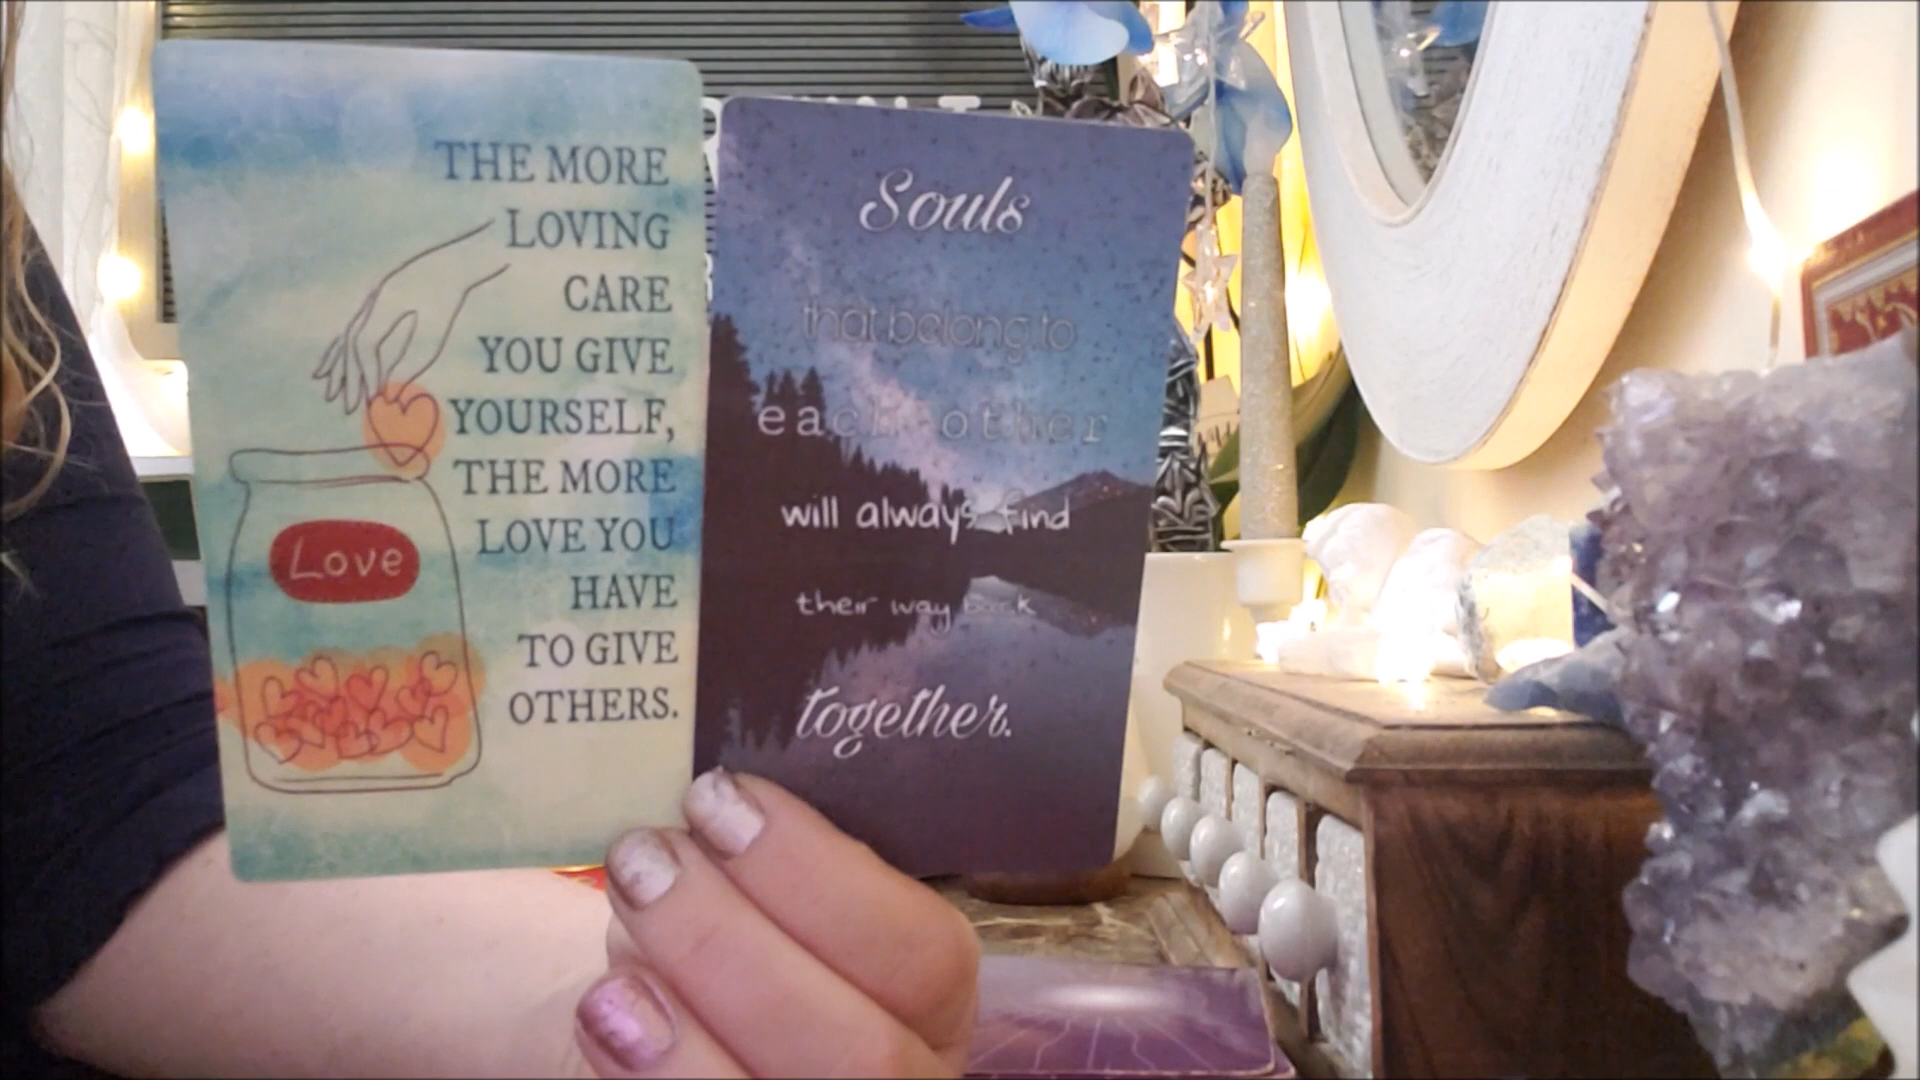 THE MORE
LOVING
CARE
YOU GIVE
YOURSELF,
THE MORE
LOVE YOU
HAVE
TO GIVE
OTHERS.
Love
Souls
that belong to
each other
will always find
their way back
together.